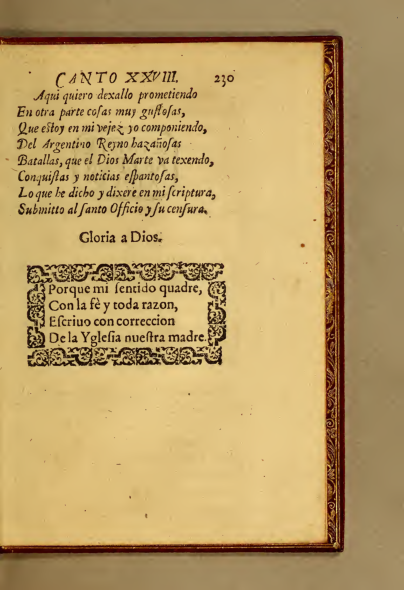 CANTO XXVIII. 230
Aqui quiero dexallo prometiendo
En otra parte cosas muy gustosas,
Que estoy en mi vejez yo componiendo,
Del Argentino Reyno hazañosas
Batallas, que el Dios Marte va texendo,
Conquistas y noticias espantosas,
Lo que he dicho y dixere en mi scriptura,
Submitto al santo Officio y su censura.
Gloria a Dios.
Porque mi sentido quadre,
Con la fè y toda razon,
Escriuo con correccion
De la Yglesia nuestra madre.